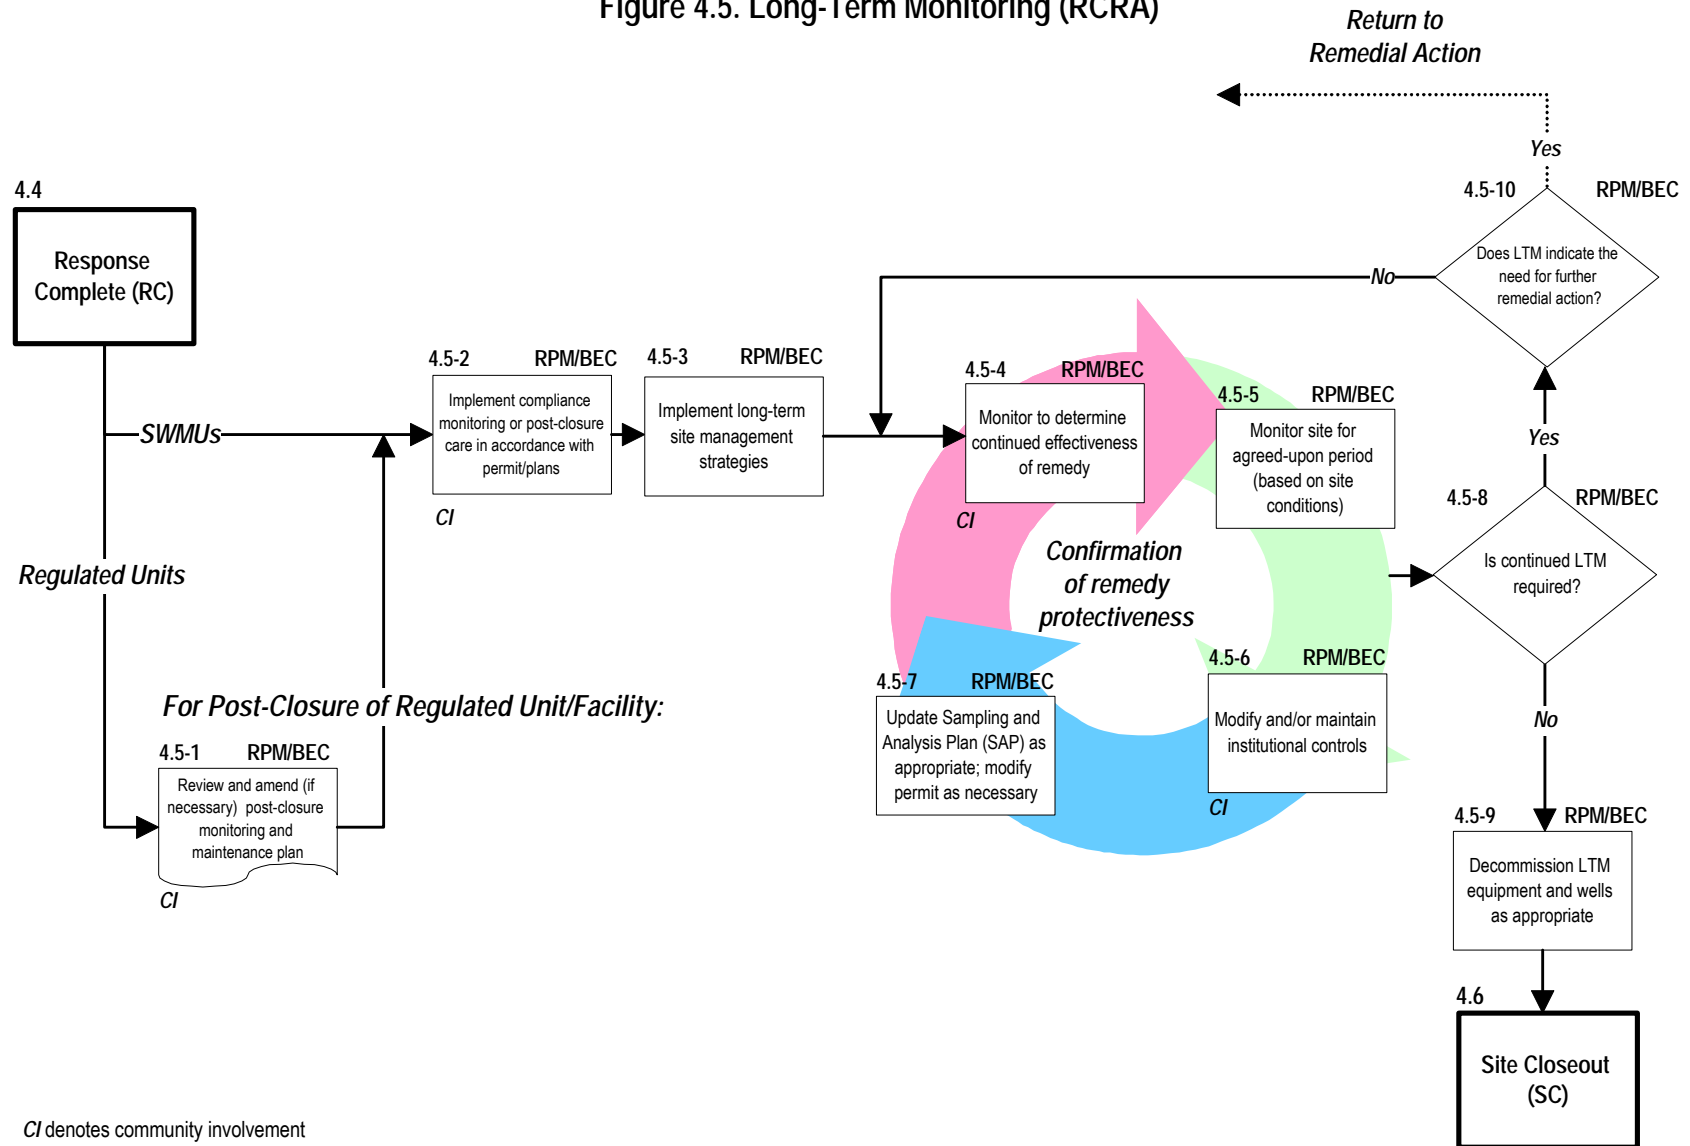 Figure 4.5. Long-Term Monitoring (RCRA)
Return to
Remedial Action
Yes
4.5-10 RPM/BEC
Does LTM indicate the
need for further
remedial action?
No
4.4
Response
Complete (RC)
SWMUs
Regulated Units
For Post-Closure of Regulated Unit/Facility:
4.5-1 RPM/BEC
Review and amend (if
necessary) post-closure
monitoring and
maintenance plan
CI
4.5-2 RPM/BEC
Implement compliance
monitoring or post-closure
care in accordance with
permit/plans
CI
4.5-3 RPM/BEC
Implement long-term
site management
strategies
4.5-4 RPM/BEC
Monitor to determine
continued effectiveness
of remedy
CI
4.5-5 RPM/BEC
Monitor site for
agreed-upon period
(based on site
conditions)
Confirmation
of remedy
protectiveness
4.5-6 RPM/BEC
Modify and/or maintain
institutional controls
CI
4.5-7 RPM/BEC
Update Sampling and
Analysis Plan (SAP) as
appropriate; modify
permit as necessary
Yes
4.5-8 RPM/BEC
Is continued LTM
required?
No
4.5-9 RPM/BEC
Decommission LTM
equipment and wells
as appropriate
4.6
Site Closeout
(SC)
CI denotes community involvement